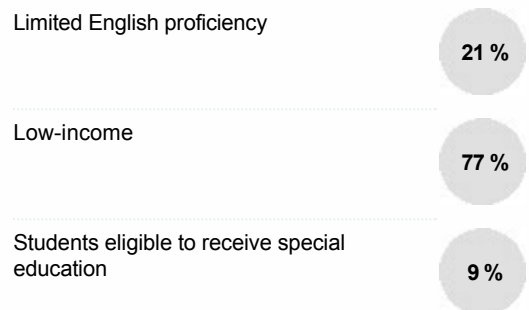 Limited English proficiency
21 %
Low-income
77 %
Students eligible to receive special
education
9 %